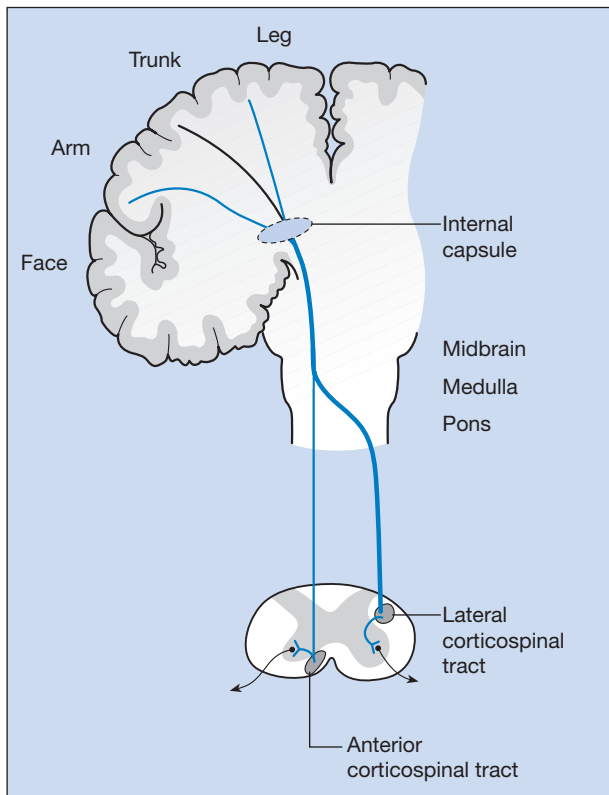 Leg
Trunk
Arm
Face
Internal
capsule
Midbrain
Medulla
Pons
Lateral
corticospinal
tract
Anterior
corticospinal tract